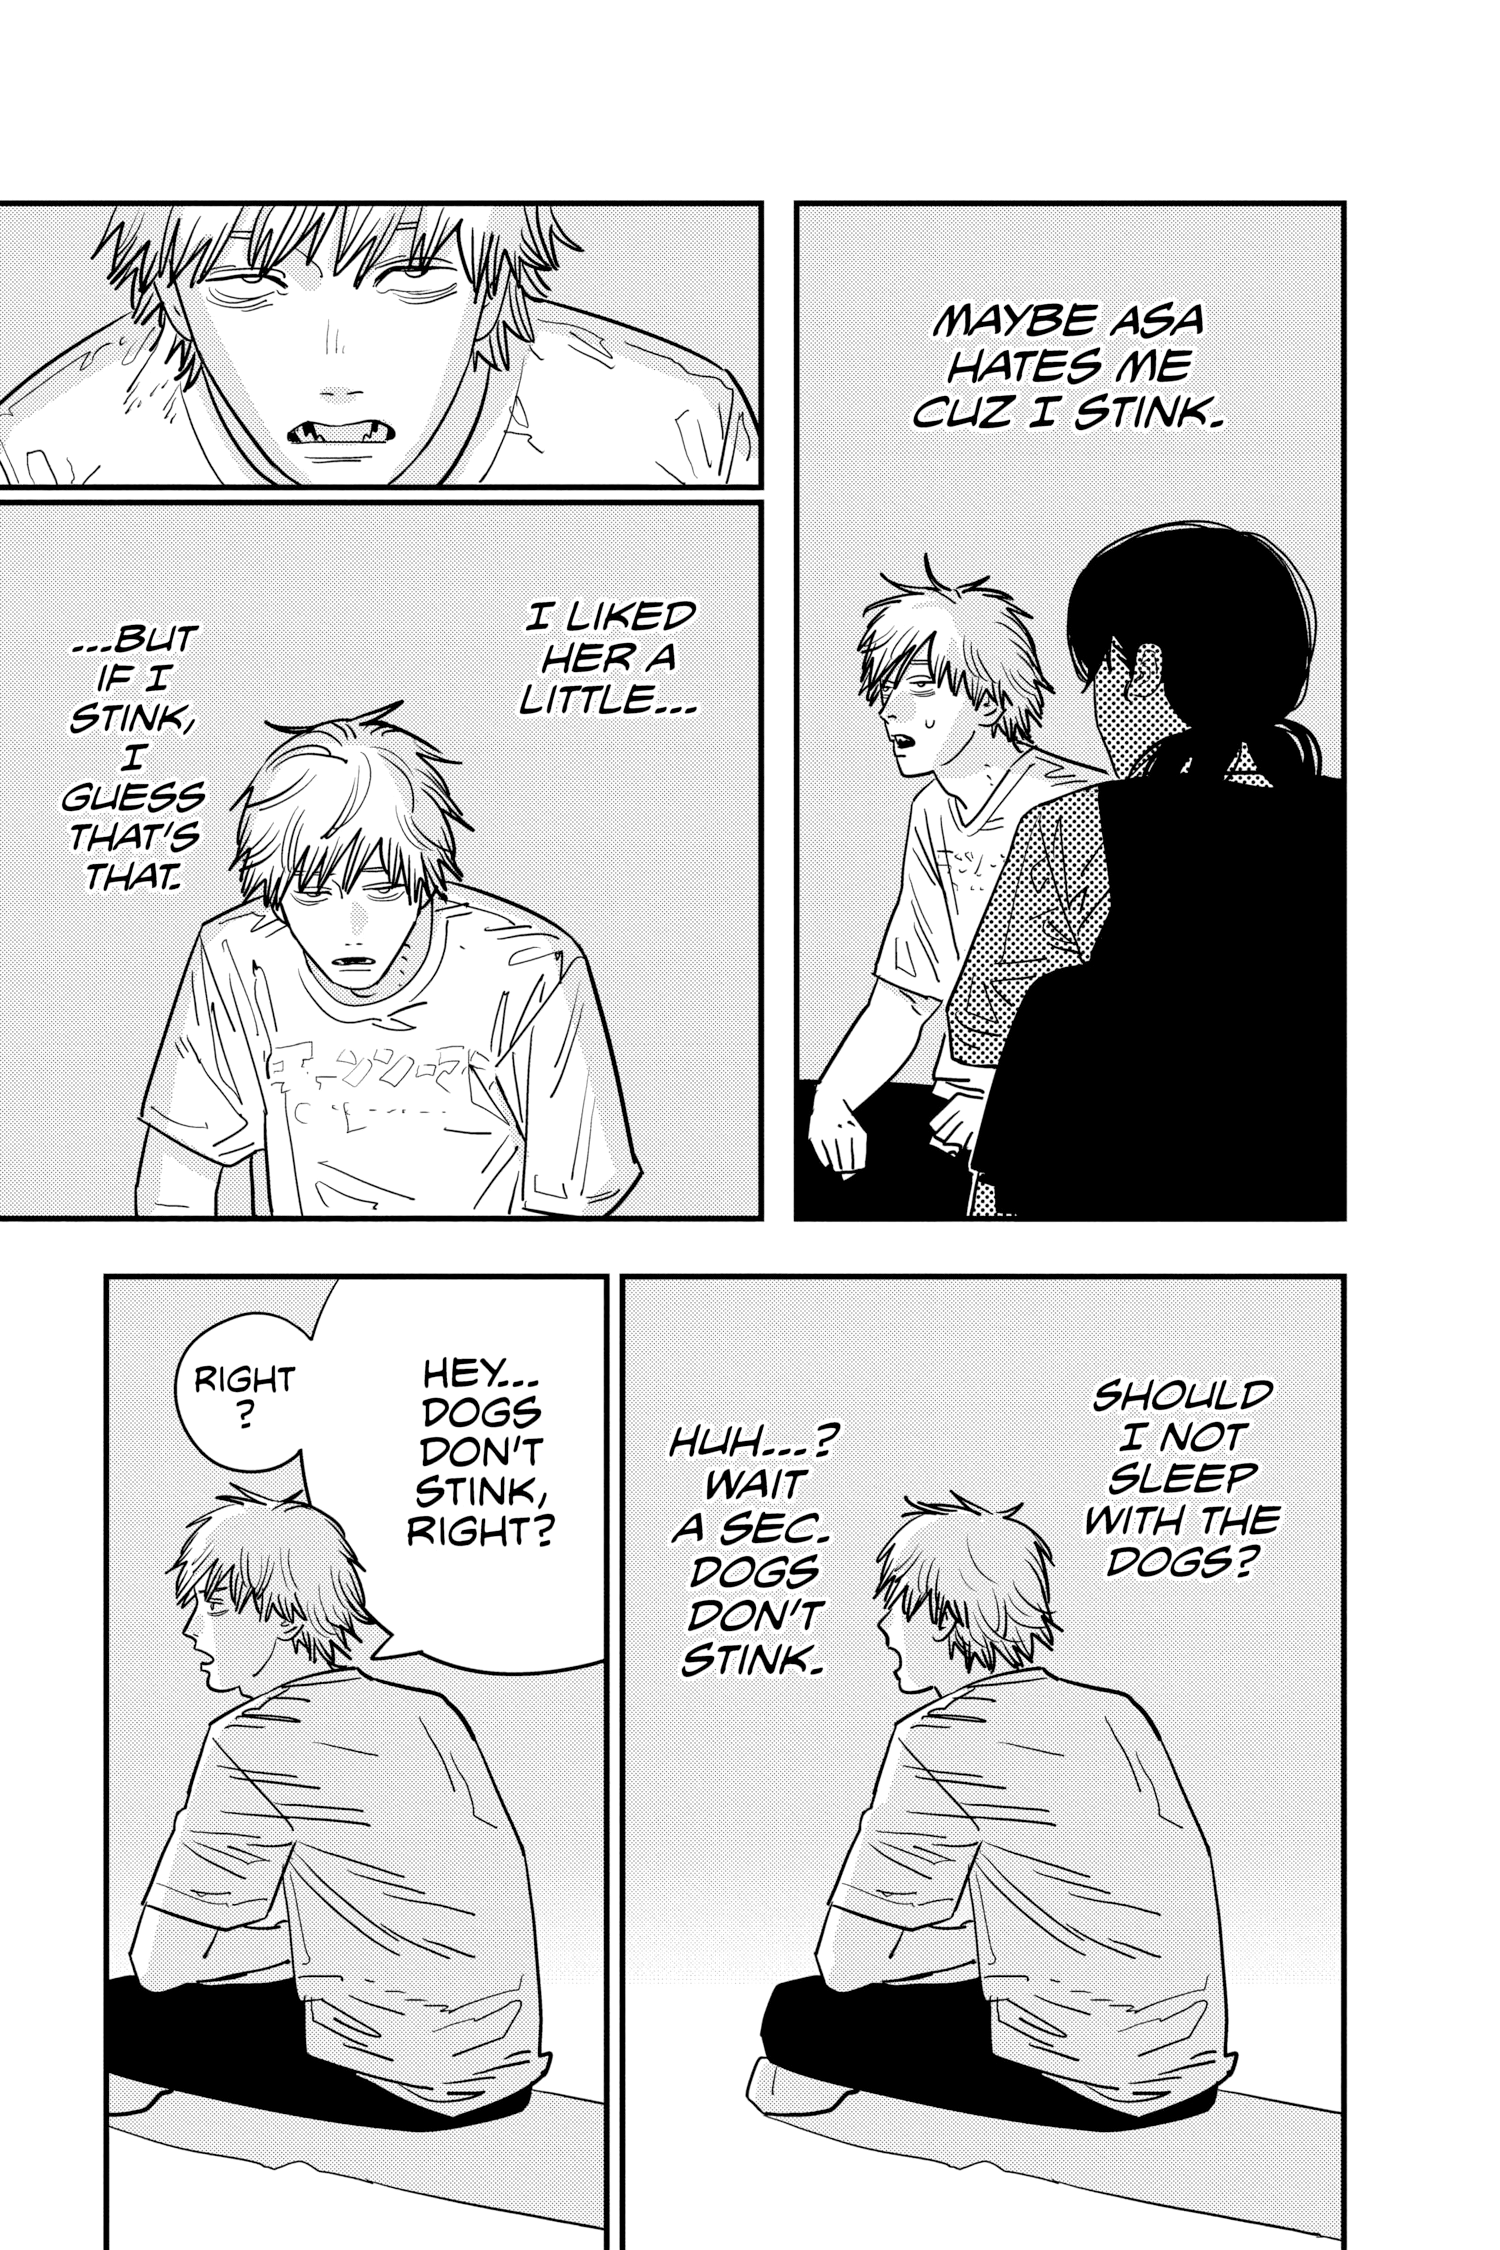 MAYBE ASA
HATES ME
CUZ I STINK.
I LIKED
HER A
LITTLE...
...BUT
IF I
STINK,
I
GUESS
THAT'S
THAT.
SHOULD
I NOT
SLEEP
WITH THE
DOGS?
HUH...?
WAIT
A SEC.
DOGS
DON'T
STINK.
HEY...
DOGS
DON'T
STINK,
RIGHT?
RIGHT
?